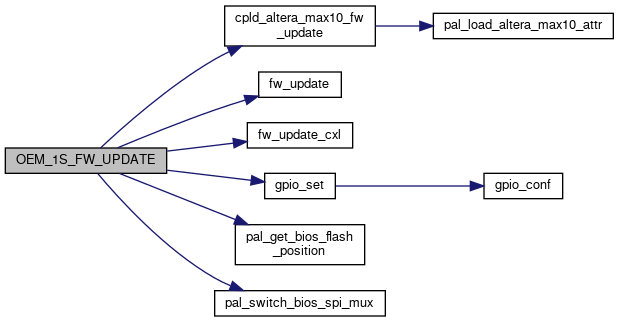 cpld_altera_max10_fw
_update
pal_load_altera_max10_attr
fw_update
fw_update_cxl
OEM_1S_FW_UPDATE
gpio_set
gpio_conf
pal_get_bios_flash
_position
pal_switch_bios_spi_mux